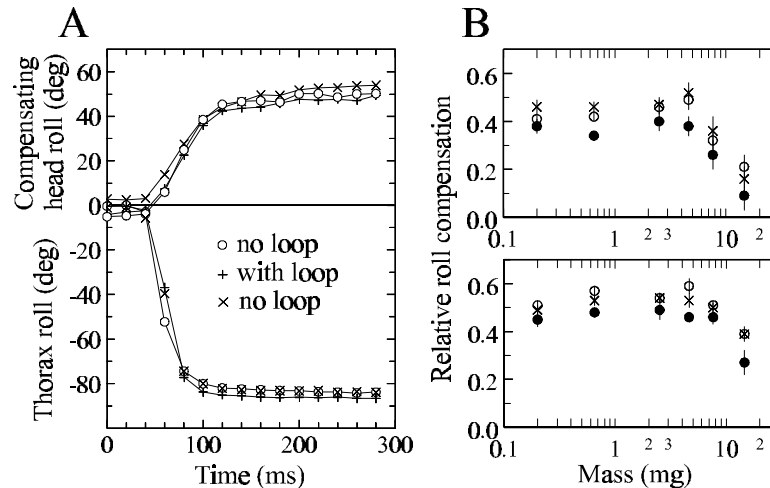 A
Compensating
head roll (deg)
Thorax roll (deg)
60
40
20
0
-20
-40
-60
-80
no loop
with loop
no loop
0
100
200
300
Time (ms)
B
Relative roll compensation
0.6
0.4
0.2
0.0
0.1
1
2 3
10
2
0.6
0.4
0.2
0.0
0.1
1
2 3
10
2
Mass (mg)